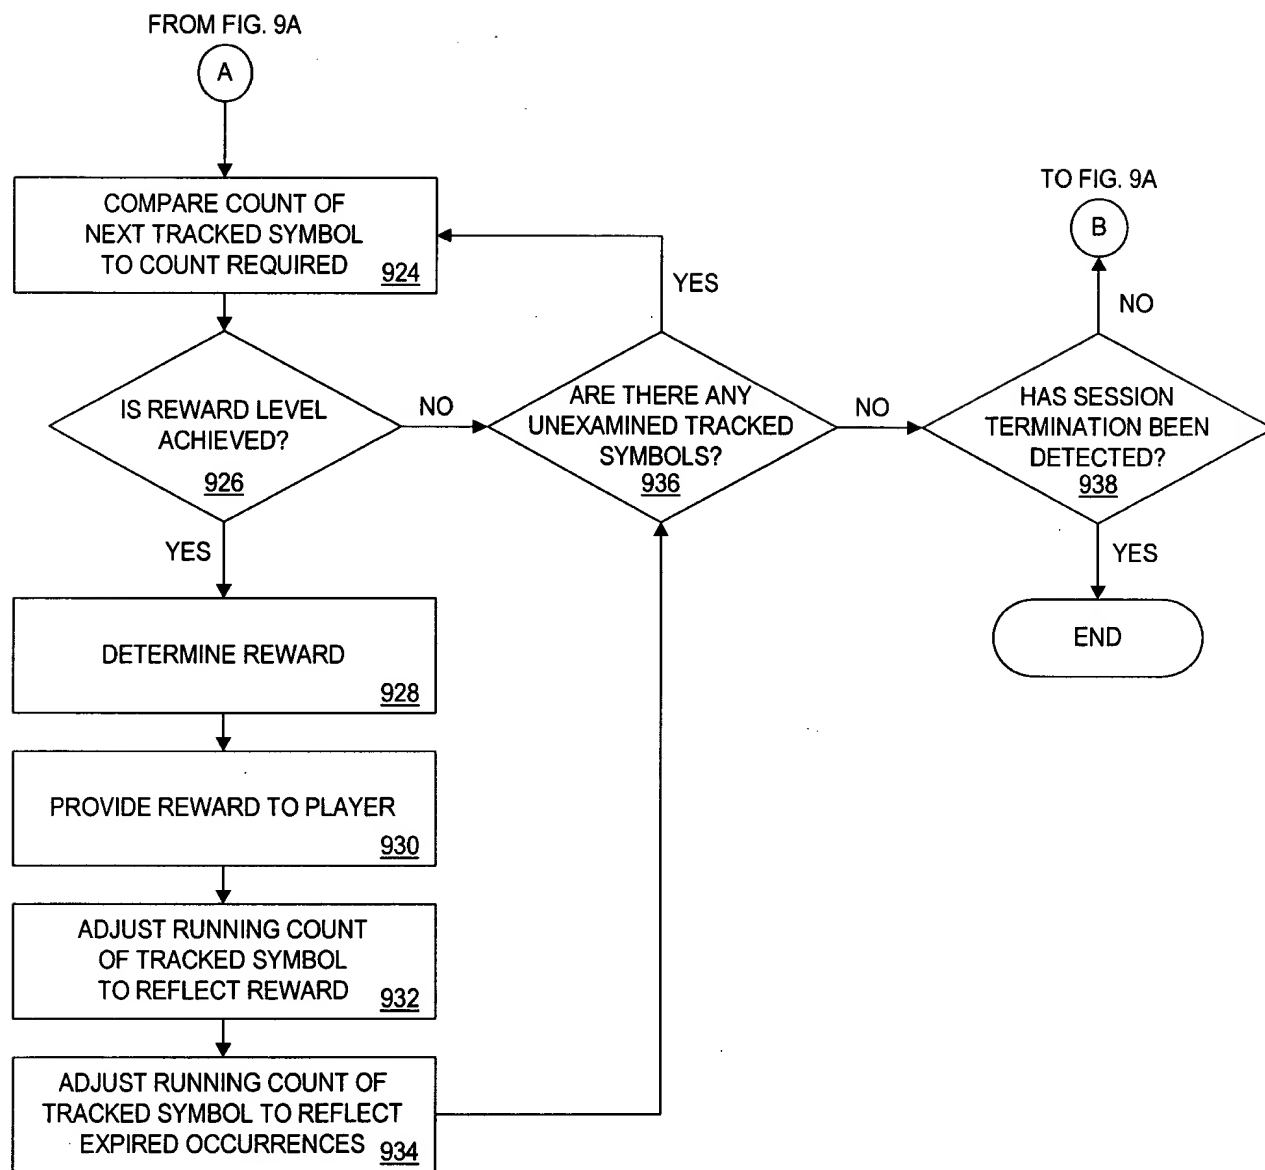 FROM FIG. 9A
A
COMPARE COUNT OF
NEXT TRACKED SYMBOL
TO COUNT REQUIRED
924
IS REWARD LEVEL
ACHIEVED?
926
NO
YES
DETERMINE REWARD
928
PROVIDE REWARD TO PLAYER
930
ADJUST RUNNING COUNT
OF TRACKED SYMBOL
TO REFLECT REWARD
932
ADJUST RUNNING COUNT OF
TRACKED SYMBOL TO REFLECT
EXPIRED OCCURRENCES
934
YES
ARE THERE ANY
UNEXAMINED TRACKED
SYMBOLS?
936
NO
TO FIG. 9A
B
NO
HAS SESSION
TERMINATION BEEN
DETECTED?
938
YES
END